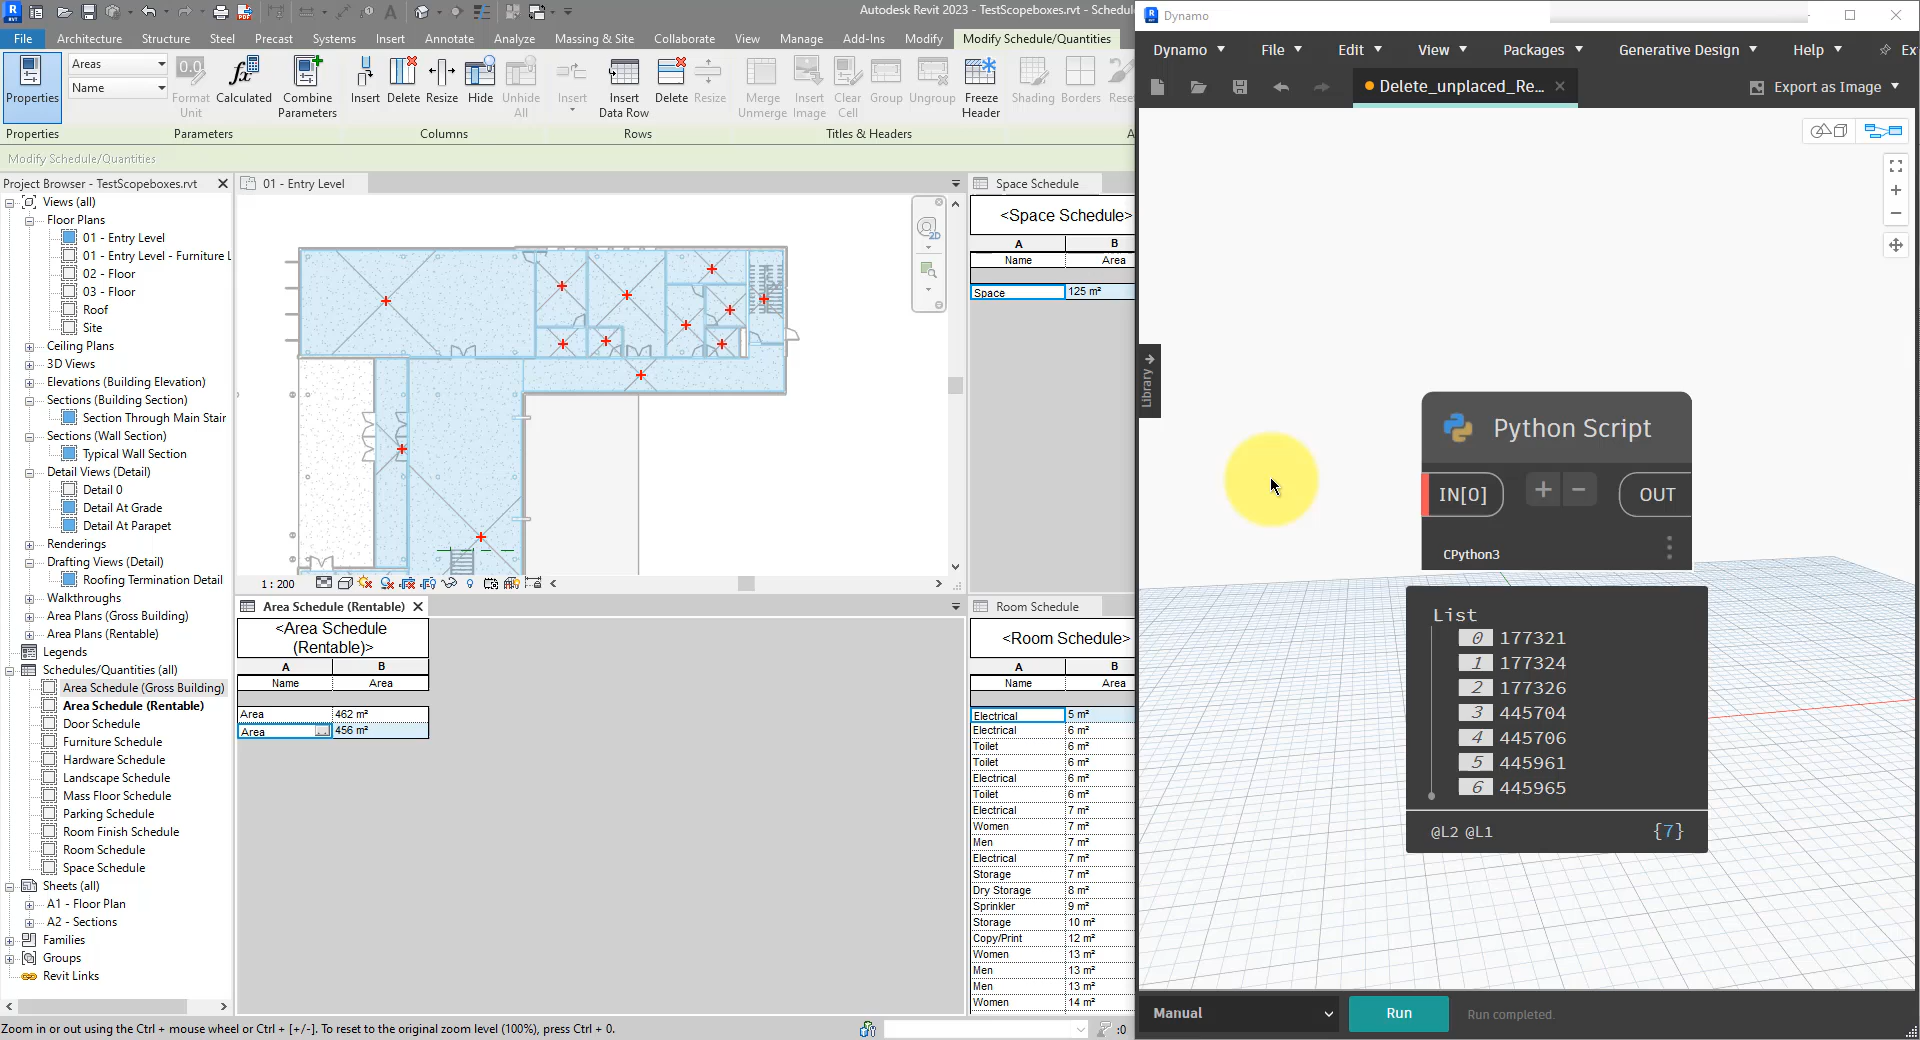 Autodesk Revit 2023 - TestScopeboxes.rvt - Schedu
File
Architecture
Structure
Steel
Precast
Systems
Insert
Annotate
Analyze
Massing & Site
Collaborate
View
Manage
Add-Ins
Modify
Modify Schedule/Quantities
Properties
Areas
Name
Format
Unit
Calculated
Combine
Parameters
Insert
Delete
Resize
Hide
Unhide
All
Insert
Insert
Data Row
Delete
Resize
Merge
Unmerge
Insert
Image
Clear
Cell
Group
Ungroup
Freeze
Header
Shading
Borders
Reset
Properties
Parameters
Columns
Rows
Titles & Headers
A
Modify Schedule/Quantities
Project Browser - TestScopeboxes.rvt
Views (all)
Floor Plans
01 - Entry Level
01 - Entry Level - Furniture L
02 - Floor
03 - Floor
Roof
Site
Ceiling Plans
3D Views
Elevations (Building Elevation)
Sections (Building Section)
Section Through Main Stair
Sections (Wall Section)
Typical Wall Section
Detail Views (Detail)
Detail 0
Detail At Grade
Detail At Parapet
Renderings
Drafting Views (Detail)
Roofing Termination Detail
Walkthroughs
Area Plans (Gross Building)
Area Plans (Rentable)
Legends
Schedules/Quantities (all)
Area Schedule (Gross Building)
Area Schedule (Rentable)
Door Schedule
Furniture Schedule
Hardware Schedule
Landscape Schedule
Mass Floor Schedule
Parking Schedule
Room Finish Schedule
Room Schedule
Space Schedule
Sheets (all)
A1 - Floor Plan
A2 - Sections
Families
Groups
Revit Links
01 - Entry Level
2D
1 : 200
Space Schedule
<Space Schedule>
A B
Name Area
Space 125 m²
Area Schedule (Rentable)
<Area Schedule
(Rentable)>
A B
Name Area
Area 462 m²
Area 456 m²
Room Schedule
<Room Schedule>
A B
Name Area
Electrical 5 m²
Electrical 6 m²
Toilet 6 m²
Toilet 6 m²
Electrical 6 m²
Toilet 6 m²
Electrical 7 m²
Women 7 m²
Men 7 m²
Electrical 7 m²
Storage 7 m²
Dry Storage 8 m²
Sprinkler 9 m²
Storage 10 m²
Copy/Print 12 m²
Women 13 m²
Men 13 m²
Men 13 m²
Women 14 m²
Zoom in or out using the Ctrl + mouse wheel or Ctrl + [+/-]. To reset to the original zoom level (100%), press Ctrl + 0.
:0
Dynamo
Dynamo
File
Edit
View
Packages
Generative Design
Help
Ex
Delete_unplaced_Re...
Export as Image
Library
Python Script
IN[0]
+
−
OUT
CPython3
List
0 177321
1 177324
2 177326
3 445704
4 445706
5 445961
6 445965
@L2 @L1 {7}
Manual
Run
Run completed.